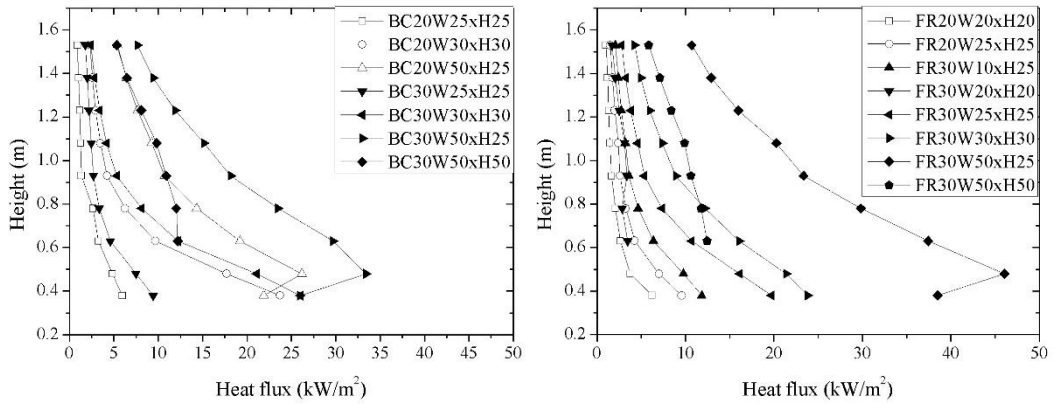 1.6
1.4
1.2
1.0
0.8
0.6
0.4
0.2
Height (m)
0 5 10 15 20 25 30 35 40 45 50
Heat flux (kW/m²)
BC20W25xH25
BC20W30xH30
BC20W50xH25
BC30W25xH25
BC30W30xH30
BC30W50xH25
BC30W50xH50
1.6
1.4
1.2
1.0
0.8
0.6
0.4
0.2
Height (m)
0 10 20 30 40 50
Heat flux (kW/m²)
FR20W20xH20
FR20W25xH25
FR30W10xH25
FR30W20xH20
FR30W25xH25
FR30W30xH30
FR30W50xH25
FR30W50xH50